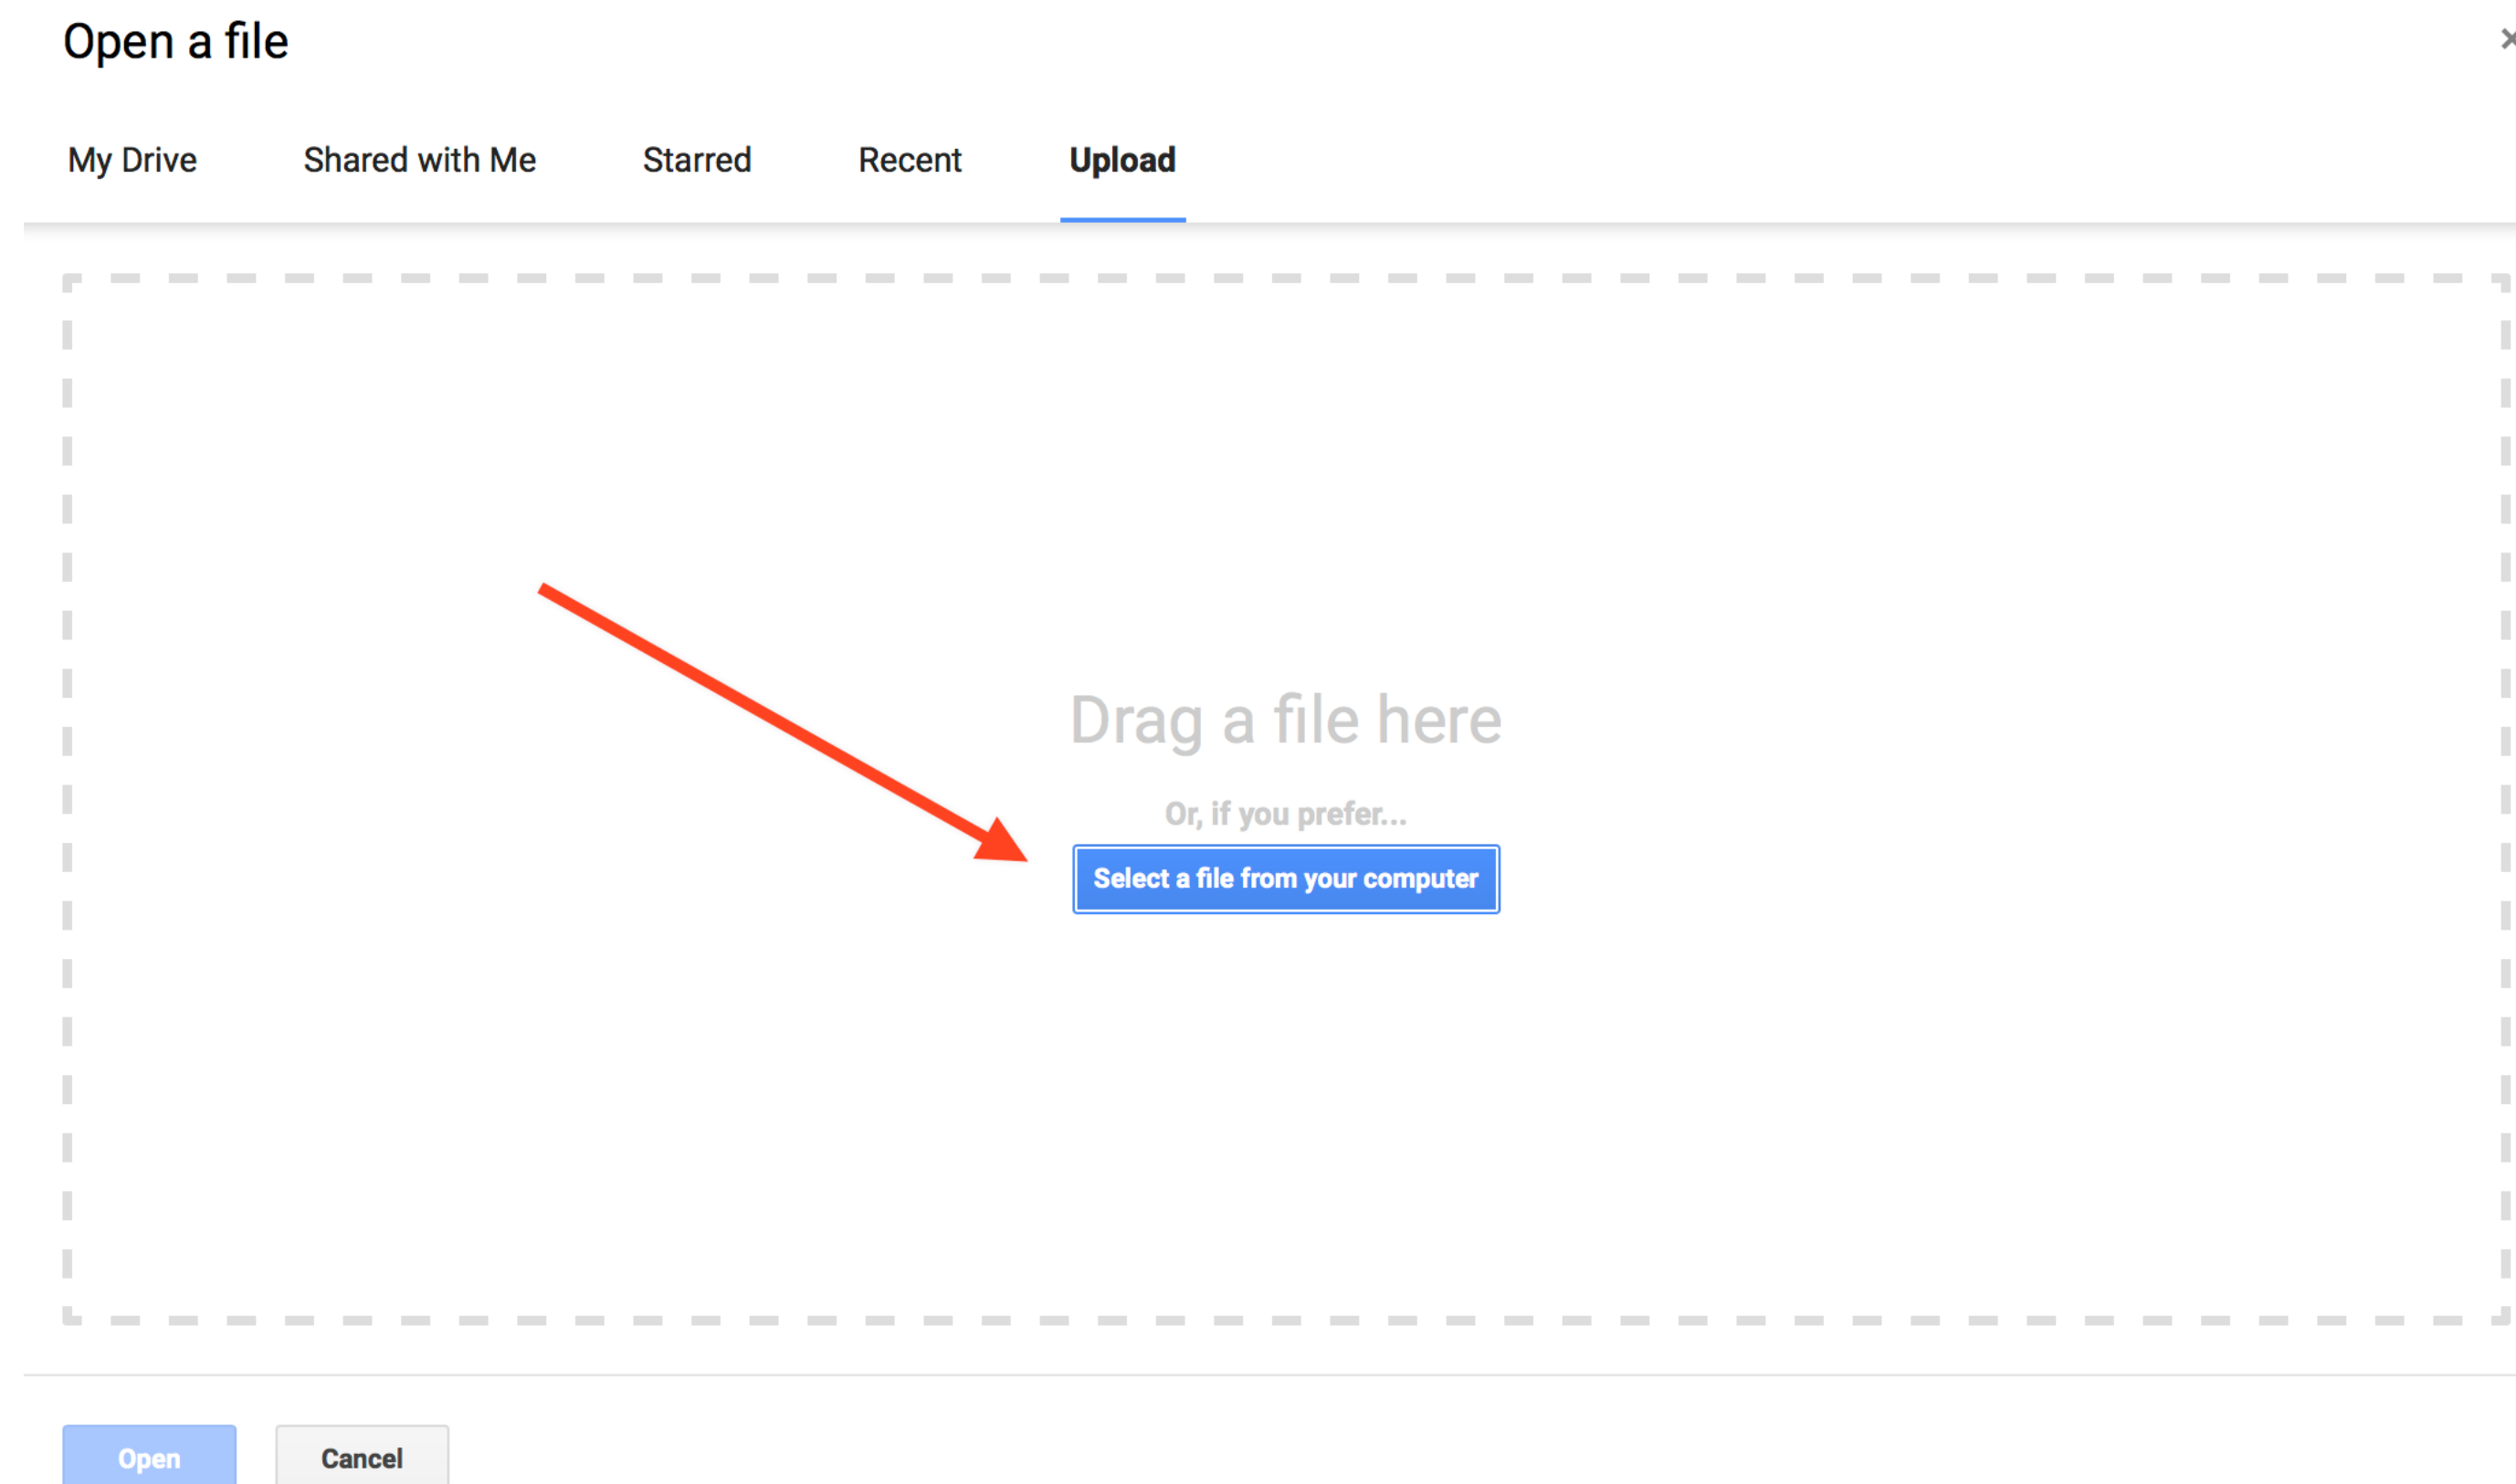 Open a file
My Drive Shared with Me Starred Recent Upload
Drag a file here
Or, if you prefer...
Select a file from your computer
Open Cancel